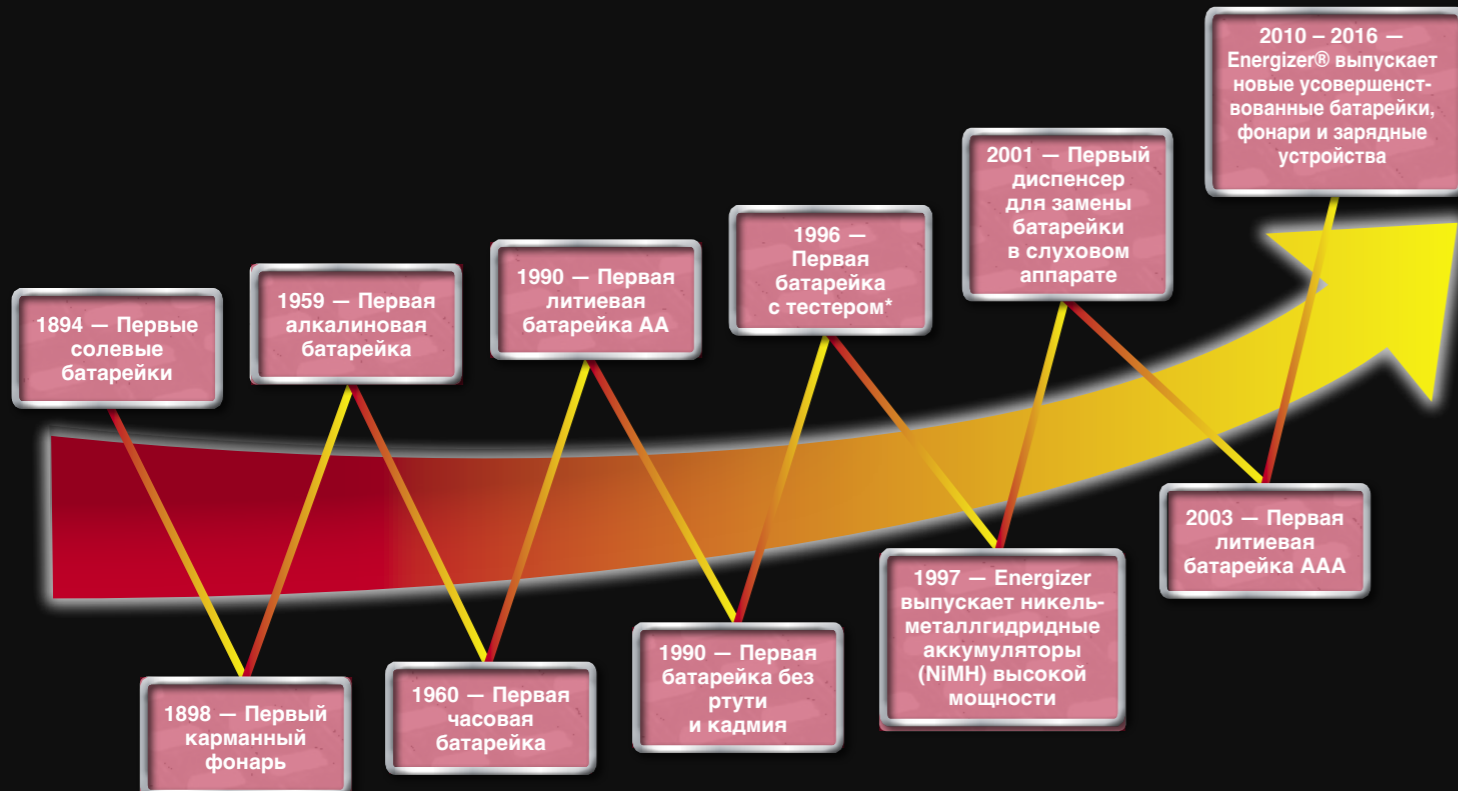 1894 — Первые
солевые
батарейки
1898 — Первый
карманный
фонарь
1959 — Первая
алкалиновая
батарейка
1960 — Первая
часовая
батарейка
1990 — Первая
литиевая
батарейка АА
1990 — Первая
батарейка без
ртути
и кадмия
1996 —
Первая
батарейка
с тестером*
1997 — Energizer
выпускает никель-
металлгидридные
аккумуляторы
(NiMH) высокой
мощности
2001 — Первый
диспенсер
для замены
батарейки
в слуховом
аппарате
2003 — Первая
литиевая
батарейка ААА
2010 – 2016 —
Energizer® выпускает
новые усовершенст-
вованные батарейки,
фонари и зарядные
устройства